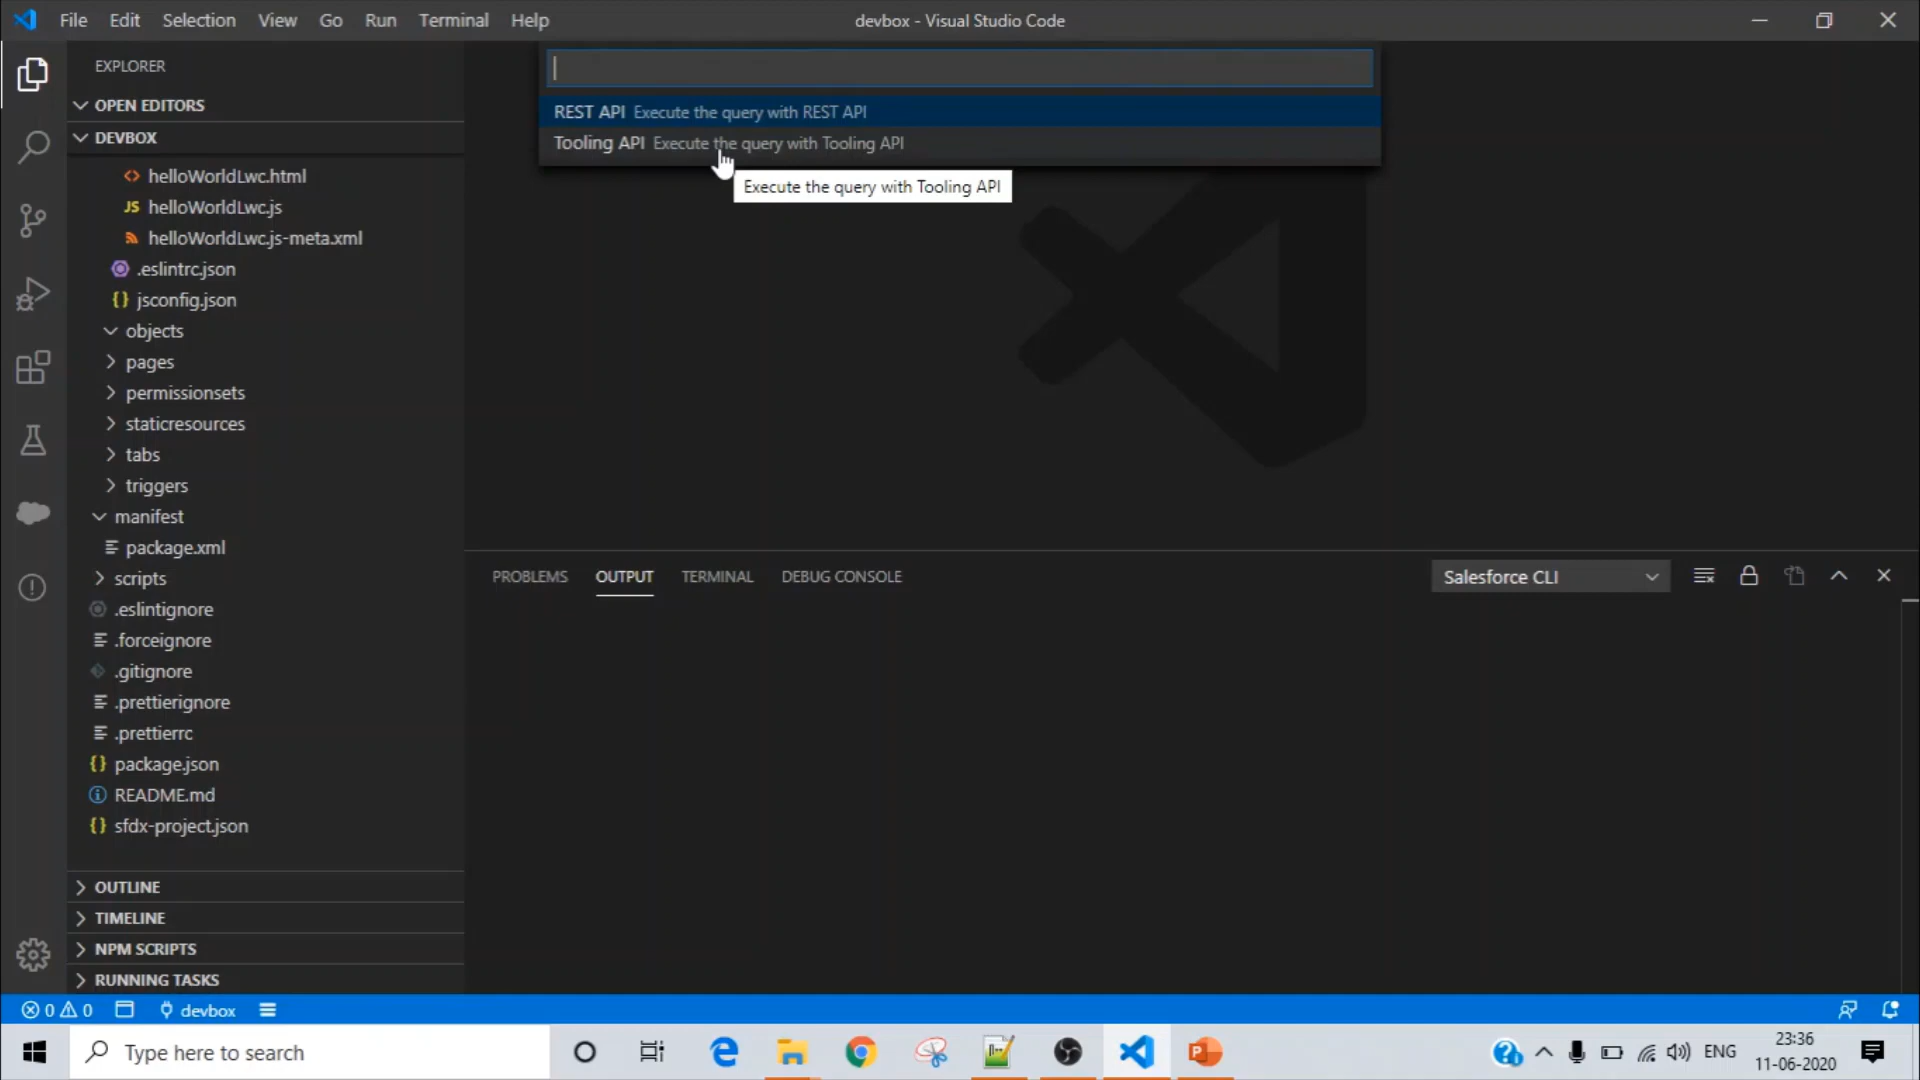 File Edit Selection View Go Run Terminal Help
devbox - Visual Studio Code
EXPLORER
OPEN EDITORS
DEVBOX
helloWorldLwc.html
JS helloWorldLwc.js
helloWorldLwc.js-meta.xml
.eslintrc.json
{} jsconfig.json
objects
pages
permissionsets
staticresources
tabs
triggers
manifest
package.xml
scripts
.eslintignore
.forceignore
.gitignore
.prettierignore
.prettierrc
{} package.json
README.md
{} sfdx-project.json
OUTLINE
TIMELINE
NPM SCRIPTS
RUNNING TASKS
REST API Execute the query with REST API
Tooling API Execute the query with Tooling API
Execute the query with Tooling API
PROBLEMS OUTPUT TERMINAL DEBUG CONSOLE
Salesforce CLI
0 0 devbox
Type here to search
ENG
23:36
11-06-2020